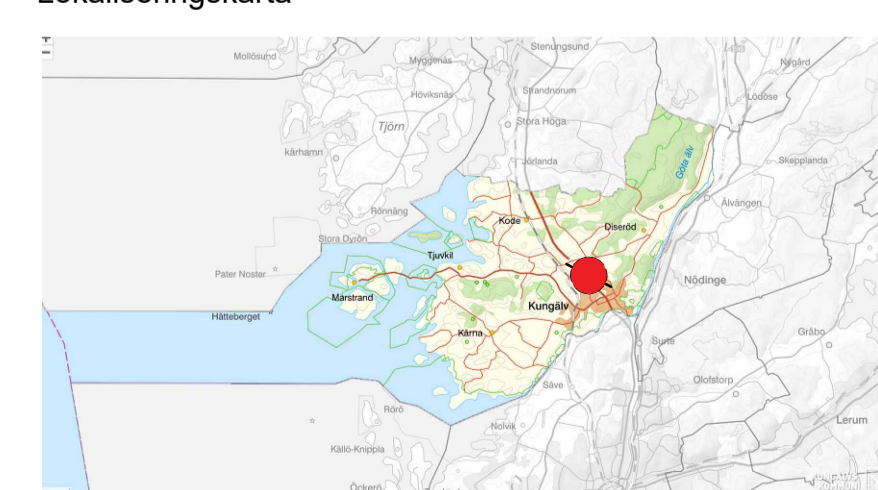 Lokaliseringskarta
Mollösund
Myggenäs
Stenungsund
Nygård
Höviksnäs
Strandnorum
Lödöse
Tjörn
Stora Höga
kärhamn
Jörlanda
Göta älv
Skepplanda
Rönnäng
Kode
Diseröd
Älvängen
Stora Dyrön
Tjuvkil
Pater Noster
Nödinge
Marstrand
Kungälv
Hätteberget
Kärna
Surte
Gråbo
Olofstorp
Säve
Rörö
Lerum
Nolvik
Källö-Knippla
Öckerö